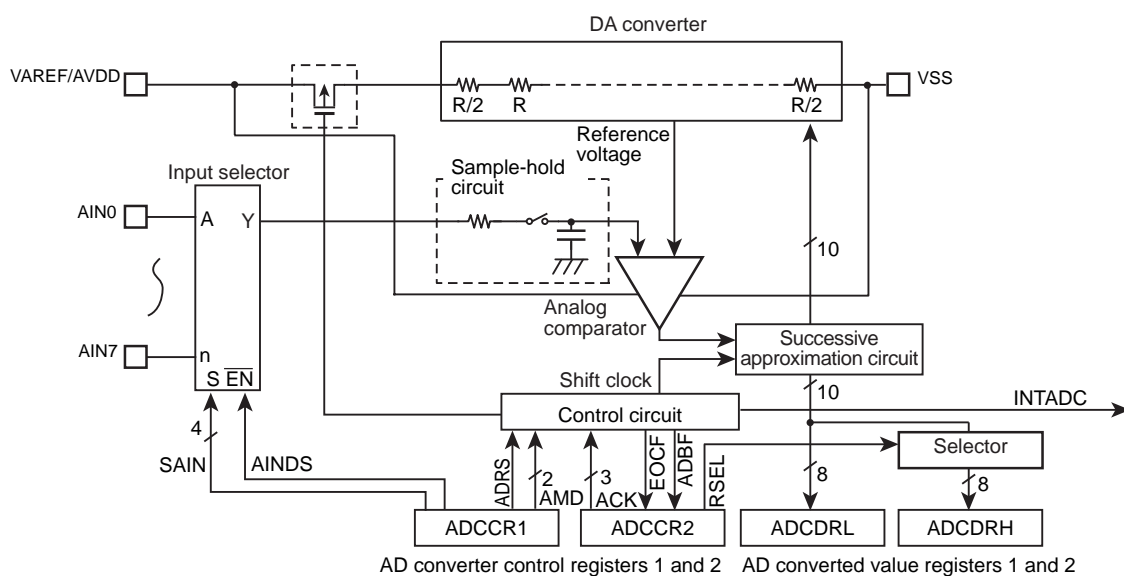 DA converter
VAREF/AVDD
VSS
R/2
R
R/2
Reference
voltage
Sample-hold
circuit
Input selector
AIN0
A
Y
10
Analog
comparator
AIN7
n
S EN
Successive
approximation circuit
Shift clock
10
INTADC
Control circuit
4
SAIN
AINDS
ADRS
2
AMD
3
ACK
EOCF
ADBF
RSEL
Selector
8
8
ADCCR1
ADCCR2
ADCDRL
ADCDRH
AD converter control registers 1 and 2
AD converted value registers 1 and 2